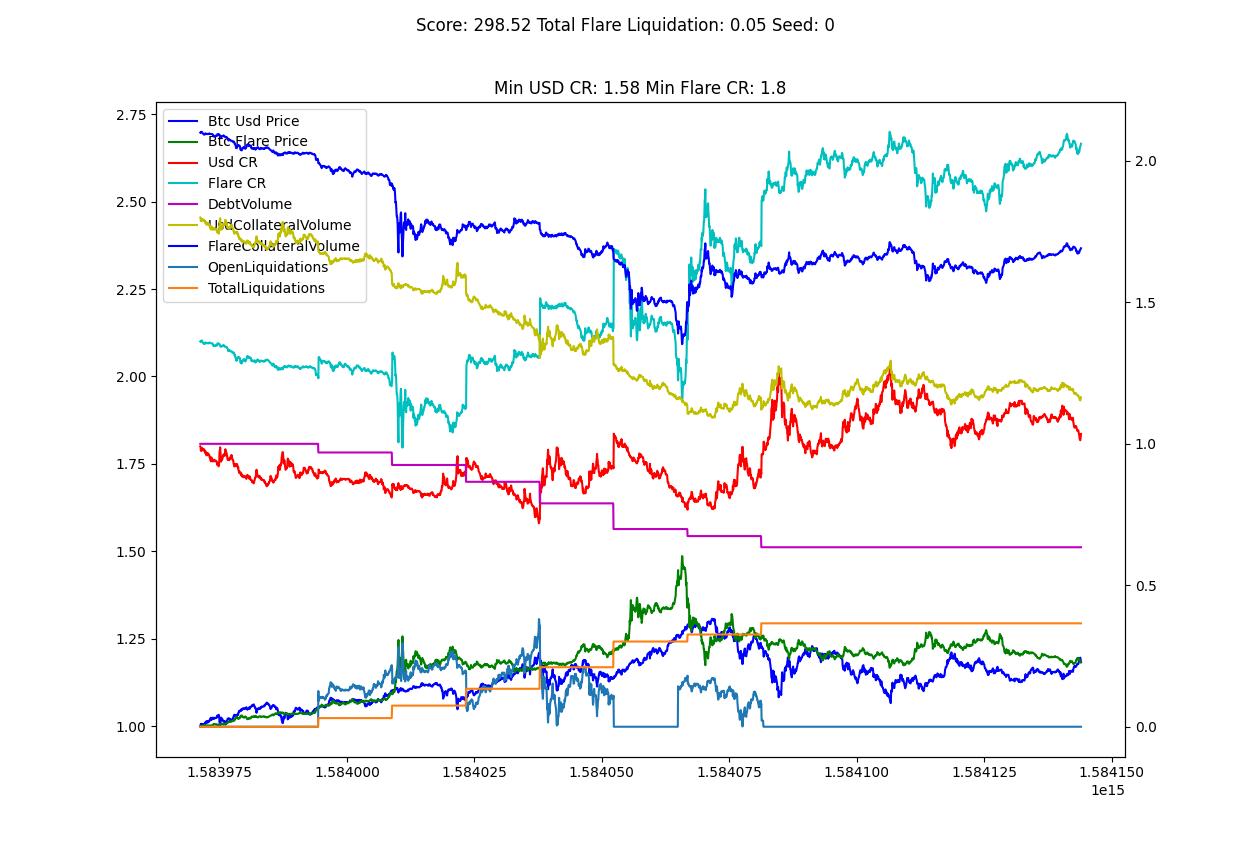 Score: 298.52 Total Flare Liquidation: 0.05 Seed: 0
Min USD CR: 1.58 Min Flare CR: 1.8
Btc Usd Price
Btc Flare Price
Usd CR
Flare CR
DebtVolume
UsdCollateralVolume
FlareCollateralVolume
OpenLiquidations
TotalLiquidations
2.75
2.50
2.25
2.00
1.75
1.50
1.25
1.00
2.0
1.5
1.0
0.5
0.0
1.583975 1.584000 1.584025 1.584050 1.584075 1.584100 1.584125 1.584150
1e15